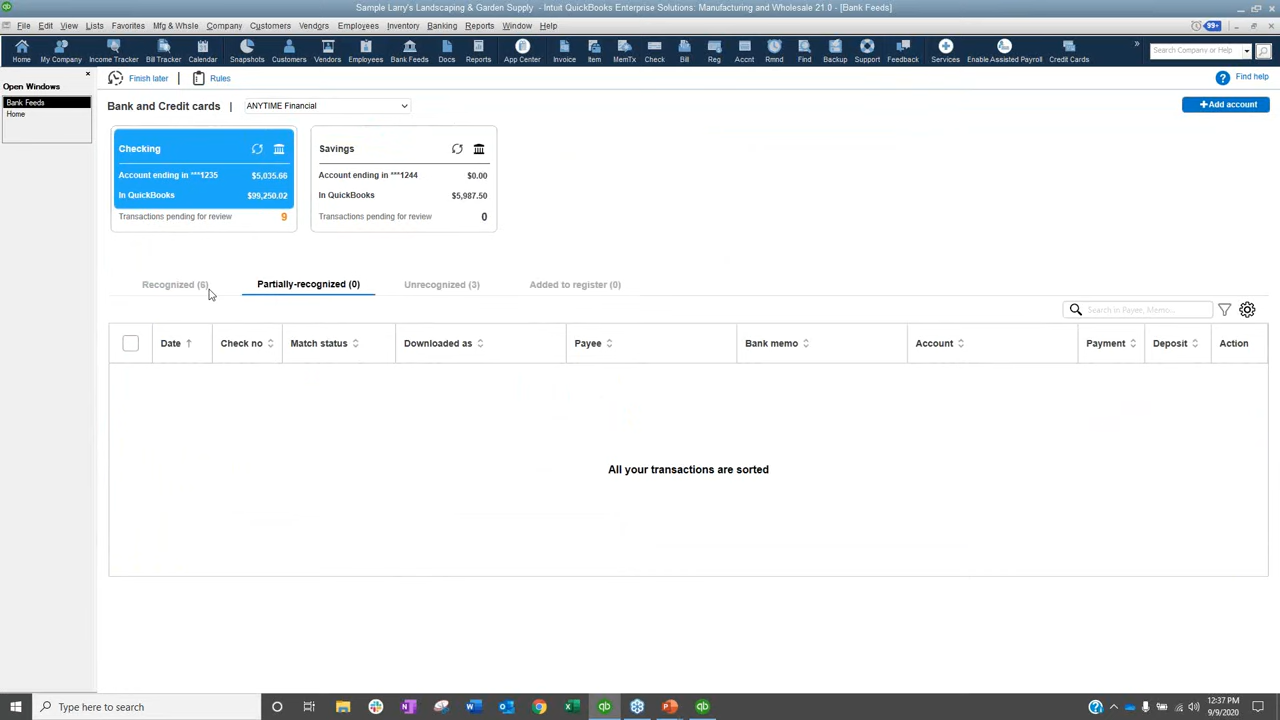 Sample Larry's Landscaping & Garden Supply - Intuit QuickBooks Enterprise Solutions: Manufacturing and Wholesale 21.0 - [Bank Feeds]
File Edit View Lists Favorites Mfg & Whsle Company Customers Vendors Employees Inventory Banking Reports Window Help 99+
Home My Company Income Tracker Bill Tracker Calendar Snapshots Customers Vendors Employees Bank Feeds Docs Reports App Center Invoice Item MemTx Check Bill Reg Accnt Rmnd Find Backup Support Feedback Services Enable Assisted Payroll Credit Cards » Search Company or Help
Open Windows
Bank Feeds
Home
Finish later | Rules ? Find help
Bank and Credit cards | ANYTIME Financial +Add account
Checking
Account ending in ***1235 $5,035.66
In QuickBooks $99,250.02
Transactions pending for review 9
Savings
Account ending in ***1244 $0.00
In QuickBooks $5,987.50
Transactions pending for review 0
Recognized (6) Partially-recognized (0) Unrecognized (3) Added to register (0)
Search in Payee, Memo...
Date Check no Match status Downloaded as Payee Bank memo Account Payment Deposit Action
All your transactions are sorted
Type here to search
12:37 PM
9/9/2020